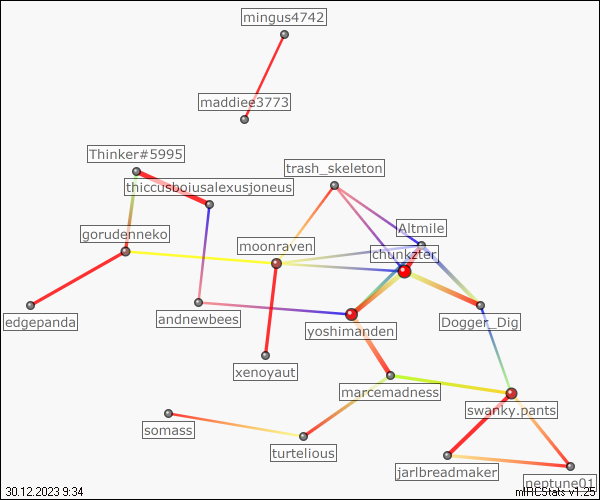 mingus4742
maddiee3773
Thinker#5995
trash_skeleton
thiccusboiusalexusjoneus
Altmile
gorudenneko
moonraven
chunkzter
edgepanda
andnewbees
yoshimanden
Dogger_Dig
xenoyaut
marcemadness
swanky.pants
somass
turtelious
jarlbreadmaker
neptune01
30.12.2023 9:34
mIRCStats v1.25